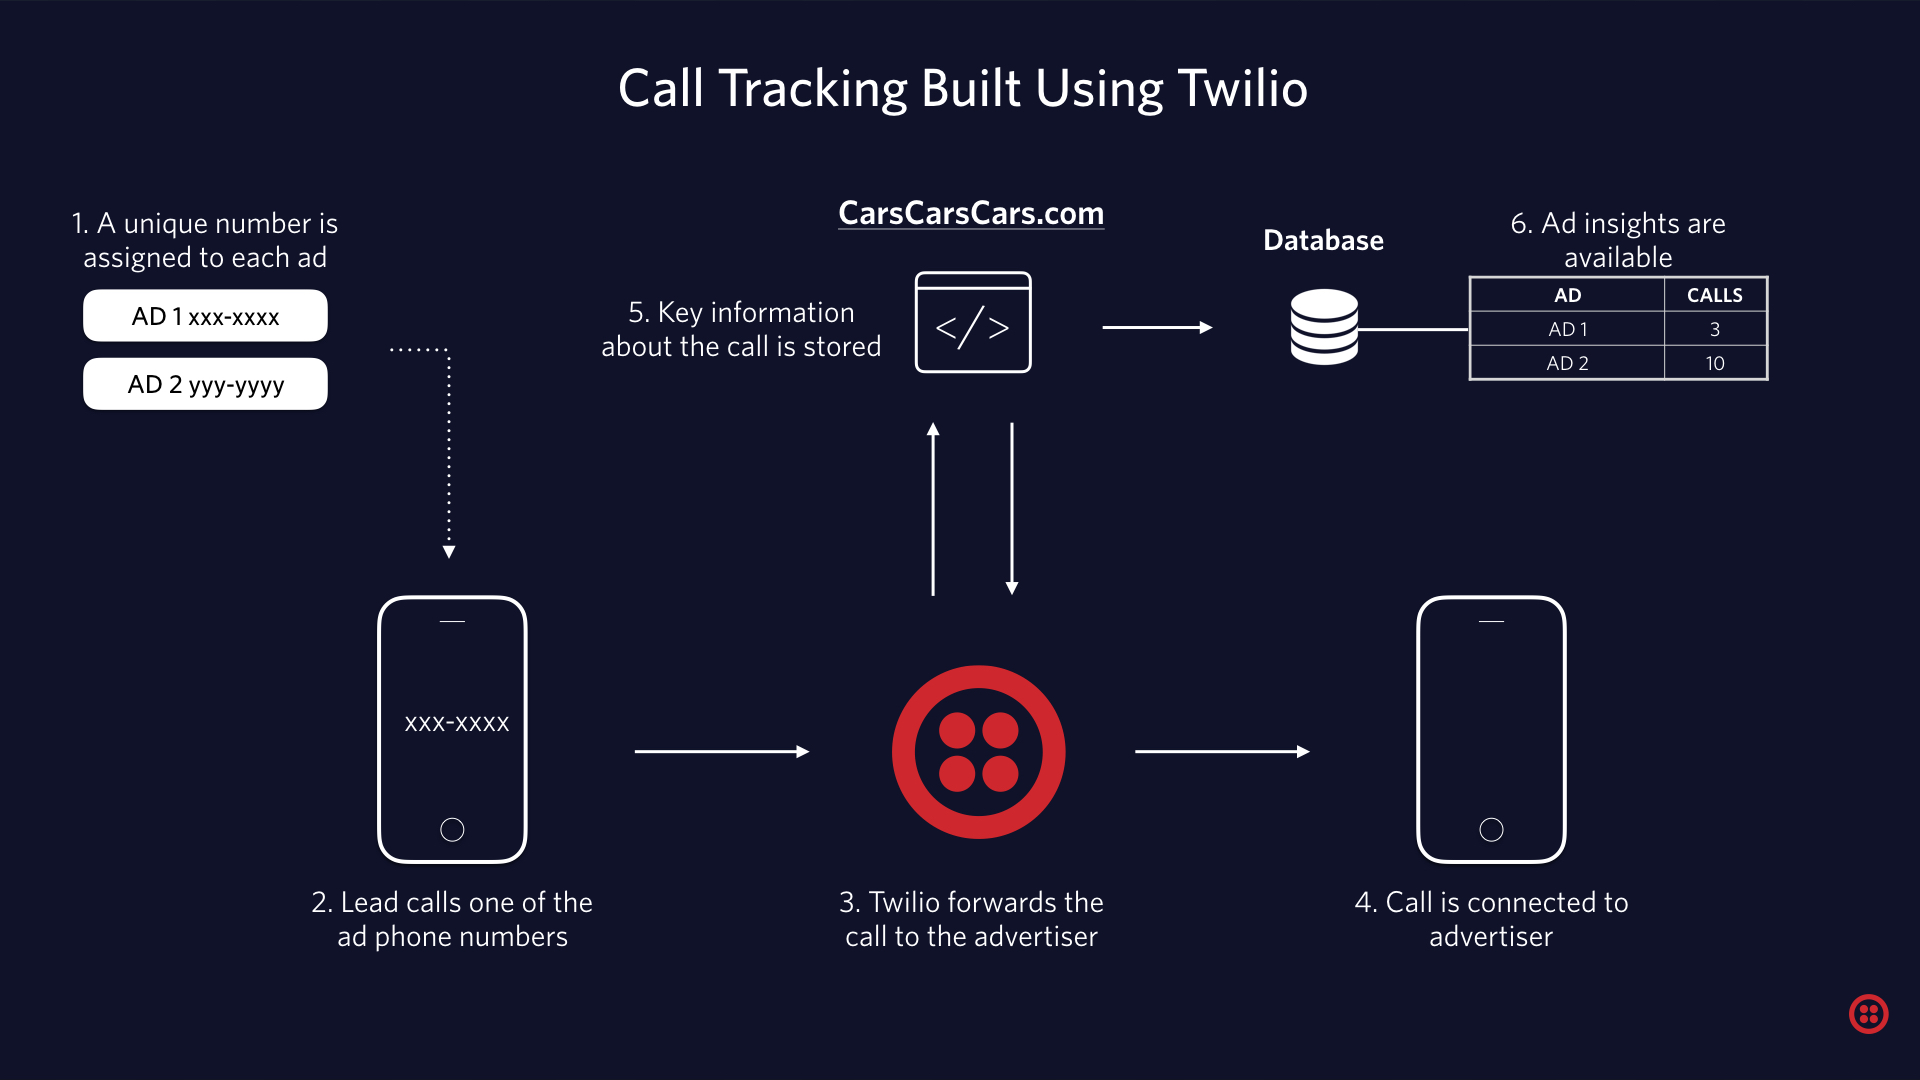 Call Tracking Built Using Twilio
1. A unique number is
assigned to each ad
AD 1 xxx-xxxx
AD 2 yyy-yyyy
xxx-xxxx
2. Lead calls one of the
ad phone numbers
3. Twilio forwards the
call to the advertiser
4. Call is connected to
advertiser
CarsCarsCars.com
5. Key information
about the call is stored
</>
Database
6. Ad insights are
available
AD CALLS
AD 1 3
AD 2 10